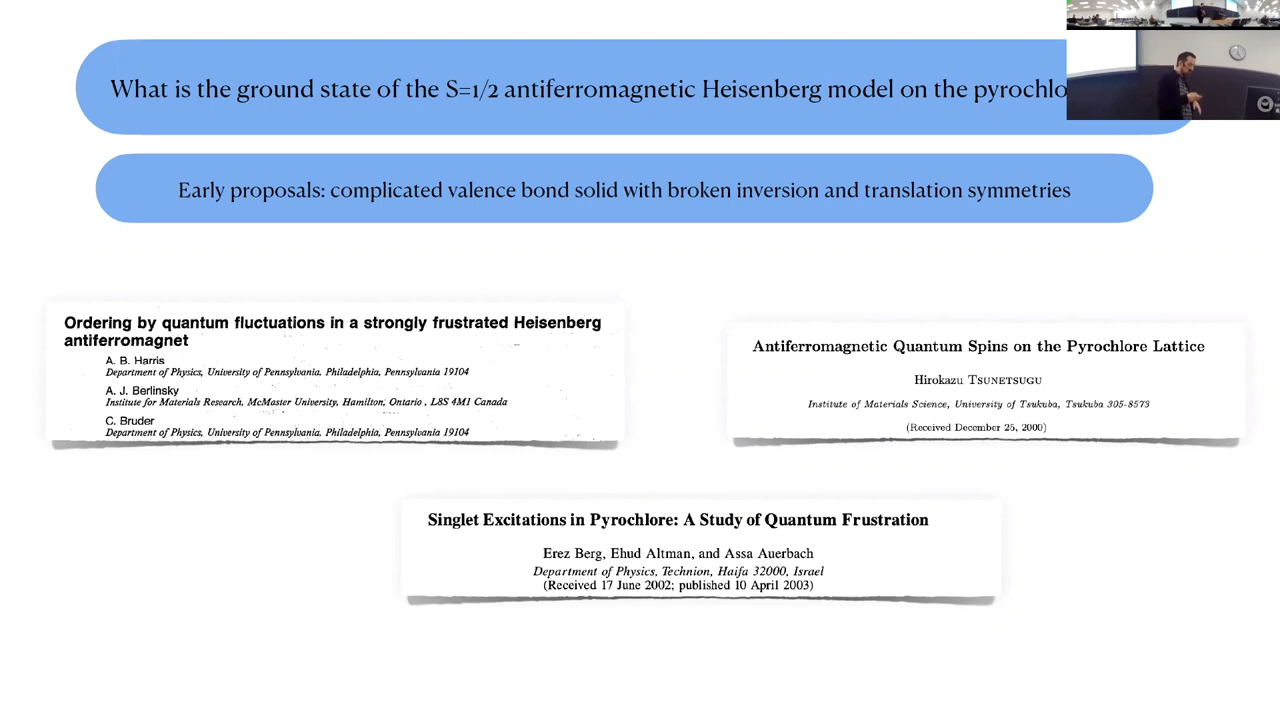 What is the ground state of the S=1/2 antiferromagnetic Heisenberg model on the
Early proposals: complicated valence bond solid with broken inversion and translation symmetries
Ordering by quantum fluctuations in a strongly frustrated Heisenberg
antiferromagnet
A. B. Harris
Department of Physics, University of Pennsylvania, Philadelphia, Pennsylvania 19104
A. J. Berlinsky
Institute for Materials Research, McMaster University, Hamilton, Ontario , L8S 4M1 Canada
C. Bruder
Department of Physics, University of Pennsylvania, Philadelphia, Pennsylvania 19104
Antiferromagnetic Quantum Spins on the Pyrochlore Lattice
Hirokazu TSUNETSUGU
Institute of Materials Science, University of Tsukuba, Tsukuba 305-8573
(Received December 25, 2000)
Singlet Excitations in Pyrochlore: A Study of Quantum Frustration
Erez Berg, Ehud Altman, and Assa Auerbach
Department of Physics, Technion, Haifa 32000, Israel
(Received 17 June 2002; published 10 April 2003)